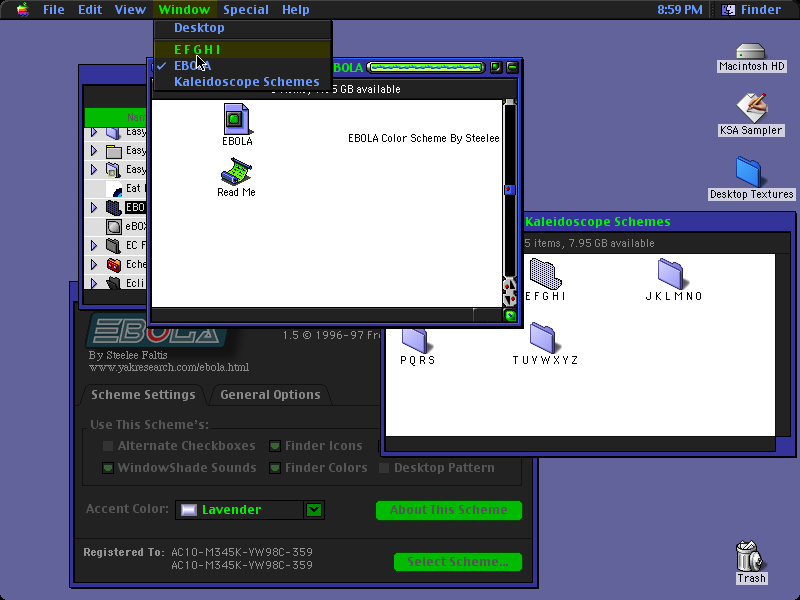 File Edit View Window Special Help 8:59 PM Finder
Desktop
E F G H I
EBOLA
Kaleidoscope Schemes
EBOLA
GB available
EBOLA
EBOLA Color Scheme By Steelee
Read Me
Macintosh HD
KSA Sampler
Desktop Textures
Trash
Nam
Easy
Easy
Easy
Eat
EBO
eBOX
EC F
Eche
Ecli
Kaleidoscope Schemes
5 items, 7.95 GB available
E F G H I
J K L M N O
P Q R S
T U V W X Y Z
EBOLA
1.5 © 1996-97 Fr
By Steelee Faltis
www.yakresearch.com/ebola.html
Scheme Settings
General Options
Use This Scheme's:
Alternate Checkboxes
Finder Icons
WindowShade Sounds
Finder Colors
Desktop Pattern
Accent Color:
Lavender
About This Scheme
Registered To: AC10-M345K-VW98C-359
AC10-M345K-VW98C-359
Select Scheme...